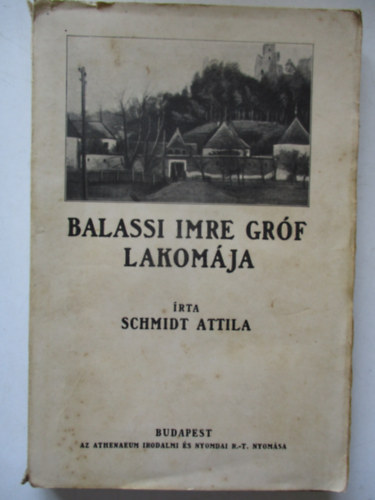 BALASSI IMRE GRÓF
LAKOMÁJA
ÍRTA
SCHMIDT ATTILA
BUDAPEST
AZ ATHENAEUM IRODALMI ÉS NYOMDAI R.-T. NYOMÁSA